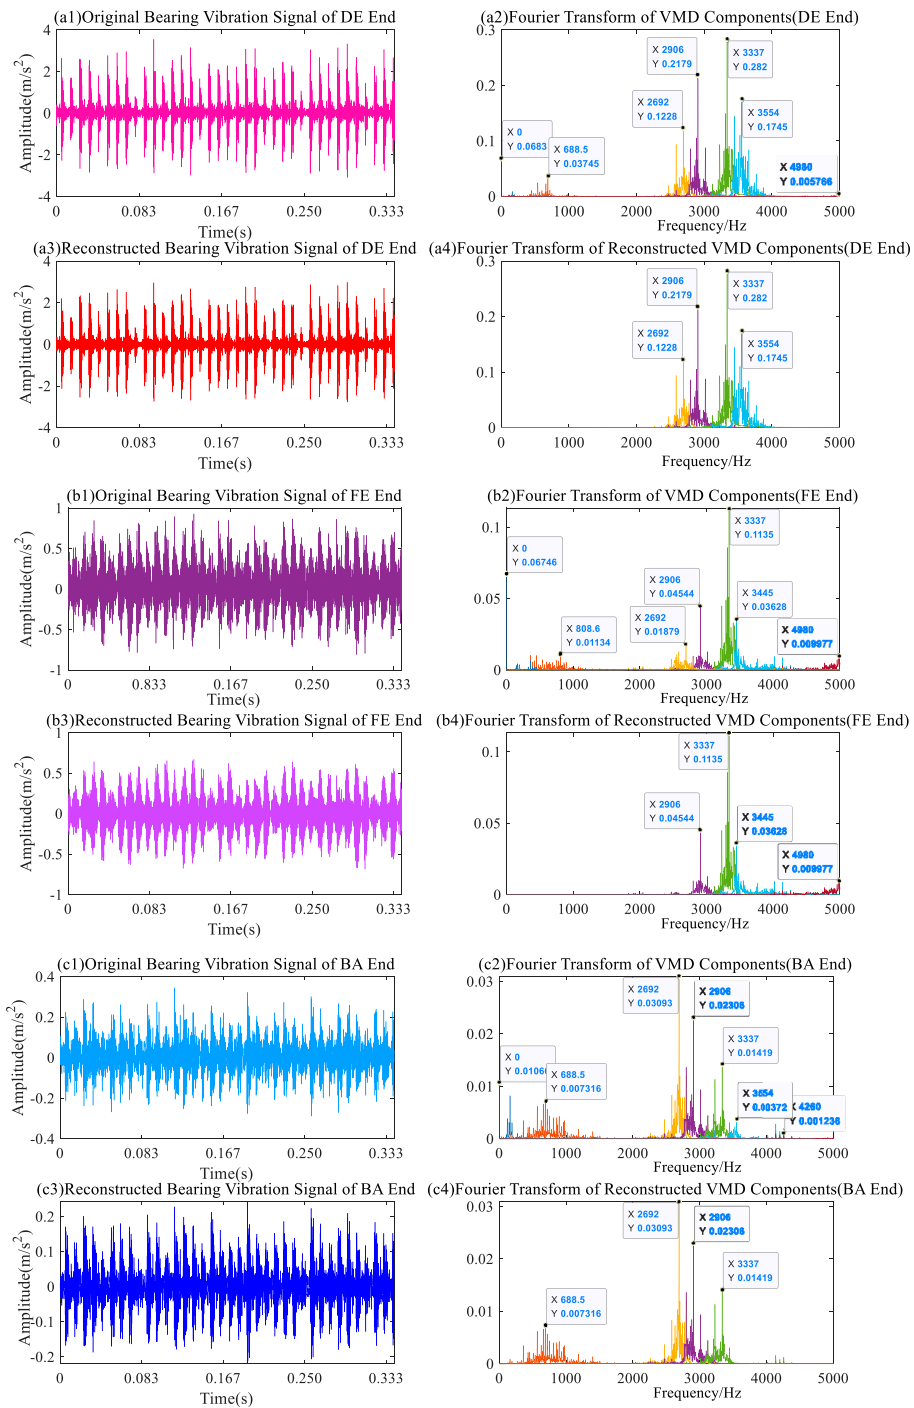 (a1)Original Bearing Vibration Signal of DE End
Amplitude(m/s²)
4
2
0
-2
-4
0 0.083 0.167 0.250 0.333
Time(s)
(a2)Fourier Transform of VMD Components(DE End)
0.3
0.2
0.1
0
X 0
Y 0.0683
X 688.5
Y 0.03745
X 2692
Y 0.1228
X 2906
Y 0.2179
X 3337
Y 0.282
X 3554
Y 0.1745
X 4980
Y 0.005766
0 1000 2000 3000 4000 5000
Frequency/Hz
(a3)Reconstructed Bearing Vibration Signal of DE End
Amplitude(m/s²)
4
2
0
-2
-4
0 0.083 0.167 0.250 0.333
Time(s)
(a4)Fourier Transform of Reconstructed VMD Components(DE End)
0.3
0.2
0.1
0
X 2906
Y 0.2179
X 2692
Y 0.1228
X 3337
Y 0.282
X 3554
Y 0.1745
0 1000 2000 3000 4000 5000
Frequency/Hz
(b1)Original Bearing Vibration Signal of FE End
Amplitude(m/s²)
1
0.5
0
-0.5
-1
0 0.833 0.167 0.250 0.333
Time(s)
(b2)Fourier Transform of VMD Components(FE End)
0.1
0.05
0
X 0
Y 0.06746
X 808.6
Y 0.01134
X 2692
Y 0.01879
X 2906
Y 0.04544
X 3337
Y 0.1135
X 3445
Y 0.03628
X 4980
Y 0.009977
0 1000 2000 3000 4000 5000
Frequency/Hz
(b3)Reconstructed Bearing Vibration Signal of FE End
Amplitude(m/s²)
1
0.5
0
-0.5
-1
0 0.083 0.167 0.250 0.333
Time(s)
(b4)Fourier Transform of Reconstructed VMD Components(FE End)
0.1
0.05
0
X 3337
Y 0.1135
X 2906
Y 0.04544
X 3445
Y 0.03628
X 4980
Y 0.009977
0 1000 2000 3000 4000 5000
Frequency/Hz
(c1)Original Bearing Vibration Signal of BA End
Amplitude(m/s²)
0.4
0.2
0
-0.2
-0.4
0 0.083 0.167 0.250 0.333
Time(s)
(c2)Fourier Transform of VMD Components(BA End)
0.03
0.02
0.01
0
X 0
X 688.5
Y 0.007316
X 2692
Y 0.03093
X 2906
Y 0.02306
X 3337
Y 0.01419
X 3554
Y 0.00372
X 4260
Y 0.001236
0 1000 2000 3000 4000 5000
Frequency/Hz
(c3)Reconstructed Bearing Vibration Signal of BA End
Amplitude(m/s²)
0.2
0.1
0
-0.1
-0.2
0 0.083 0.167 0.250 0.333
Time(s)
(c4)Fourier Transform of Reconstructed VMD Components(BA End)
0.03
0.02
0.01
0
X 688.5
Y 0.007316
X 2692
Y 0.03093
X 2906
Y 0.02306
X 3337
Y 0.01419
0 1000 2000 3000 4000 5000
Frequency/Hz